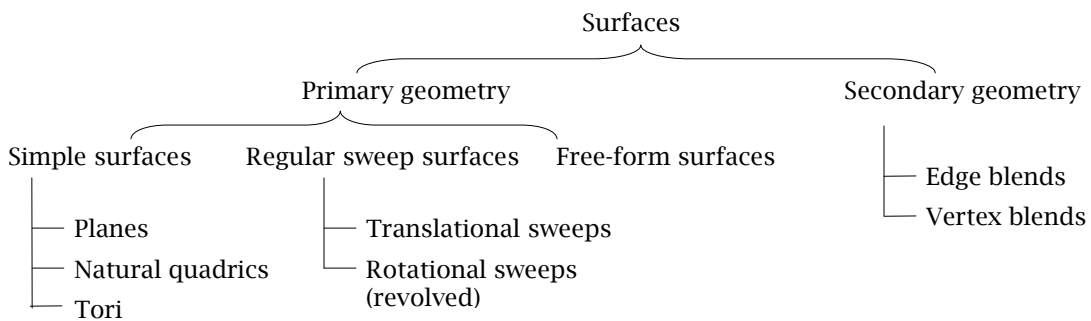 Surfaces
Primary geometry
Secondary geometry
Simple surfaces
Regular sweep surfaces
Free-form surfaces
Planes
Natural quadrics
Tori
Translational sweeps
Rotational sweeps
(revolved)
Edge blends
Vertex blends